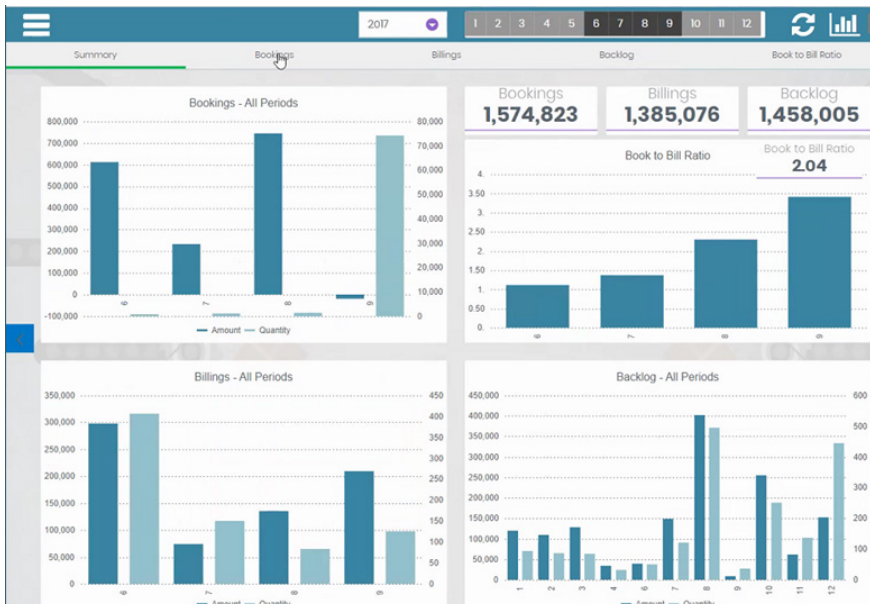 2017 1 2 3 4 5 6 7 8 9 10 11 12
Summary Bookings Billings Backlog Book to Bill Ratio
Bookings - All Periods
800,000 80,000
700,000 70,000
600,000 60,000
500,000 50,000
400,000 40,000
300,000 30,000
200,000 20,000
100,000 10,000
0 0
-100,000
6 7 8 9
Amount Quantity
Bookings
1,574,823
Billings
1,385,076
Backlog
1,458,005
Book to Bill Ratio
Book to Bill Ratio
2.04
4.
3.50
3.
2.50
2.
1.50
1.
0.50
0.
6 7 8 9
Billings - All Periods
350,000 450
300,000 400
250,000 350
200,000 300
150,000 250
100,000 200
50,000 150
0 100
50
0
6 7 8 9
Amount Quantity
Backlog - All Periods
450,000 600
400,000 500
350,000 400
300,000 300
250,000 200
200,000 100
150,000 0
100,000
50,000
0
1 2 3 4 5 6 7 8 9 10 11 12
Amount Quantity